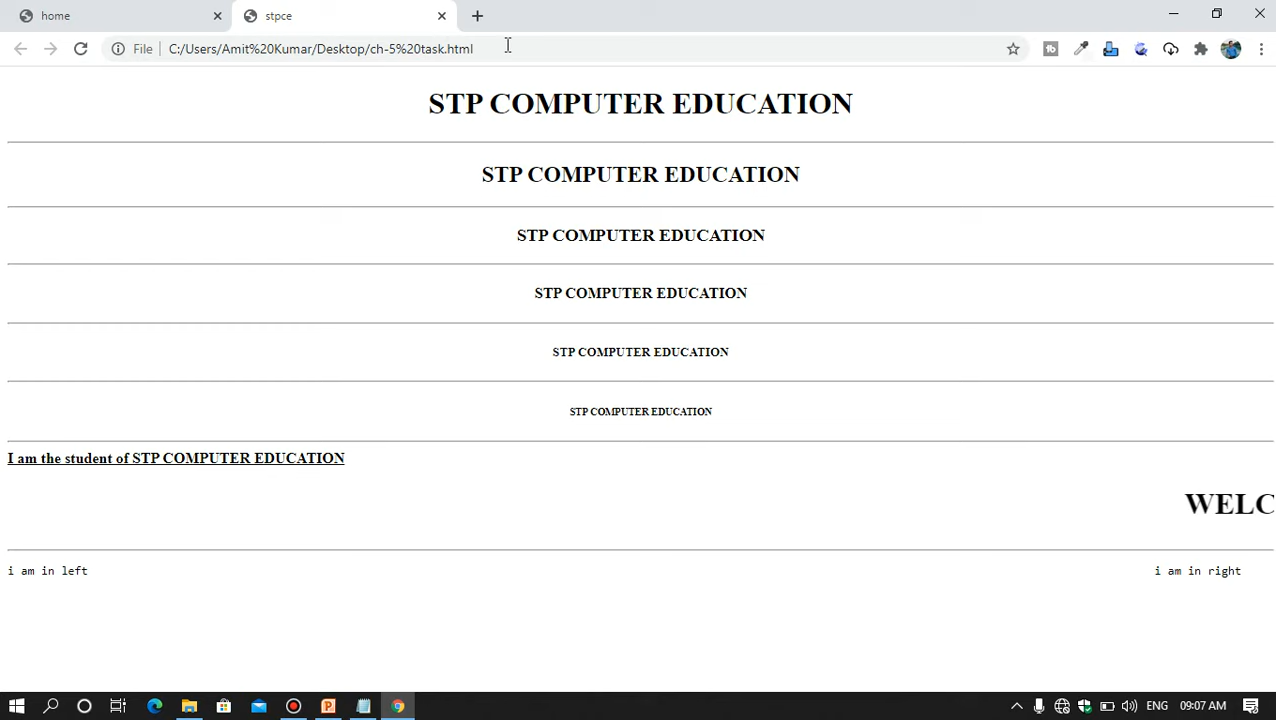 home
stpce
File
C:/Users/Amit%20Kumar/Desktop/ch-5%20task.html
STP COMPUTER EDUCATION
STP COMPUTER EDUCATION
STP COMPUTER EDUCATION
STP COMPUTER EDUCATION
STP COMPUTER EDUCATION
STP COMPUTER EDUCATION
I am the student of STP COMPUTER EDUCATION
WELC
i am in left i am in right
ENG 09:07 AM